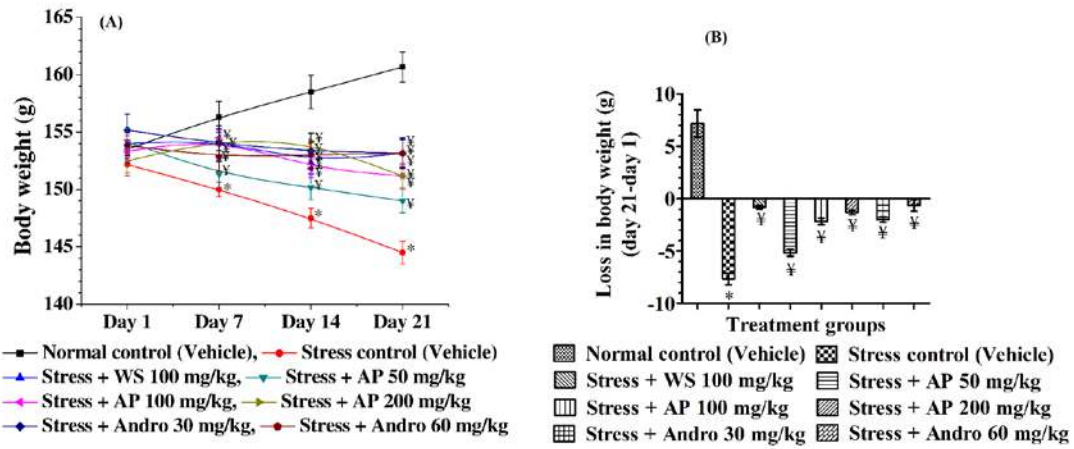 (A)
165
160
155
150
145
140
Body weight (g)
Day 1 Day 7 Day 14 Day 21
¥ ¥ ¥ ¥ ¥ *
¥ ¥ ¥ ¥ ¥ *
¥ ¥ ¥ ¥ ¥ ¥ *
Normal control (Vehicle), Stress control (Vehicle)
Stress + WS 100 mg/kg, Stress + AP 50 mg/kg
Stress + AP 100 mg/kg, Stress + AP 200 mg/kg
Stress + Andro 30 mg/kg, Stress + Andro 60 mg/kg
(B)
10
5
0
-5
-10
Loss in body weight (g)
(day 21-day 1)
* ¥ ¥ ¥ ¥ ¥ ¥
Treatment groups
Normal control (Vehicle) Stress control (Vehicle)
Stress + WS 100 mg/kg Stress + AP 50 mg/kg
Stress + AP 100 mg/kg Stress + AP 200 mg/kg
Stress + Andro 30 mg/kg Stress + Andro 60 mg/kg